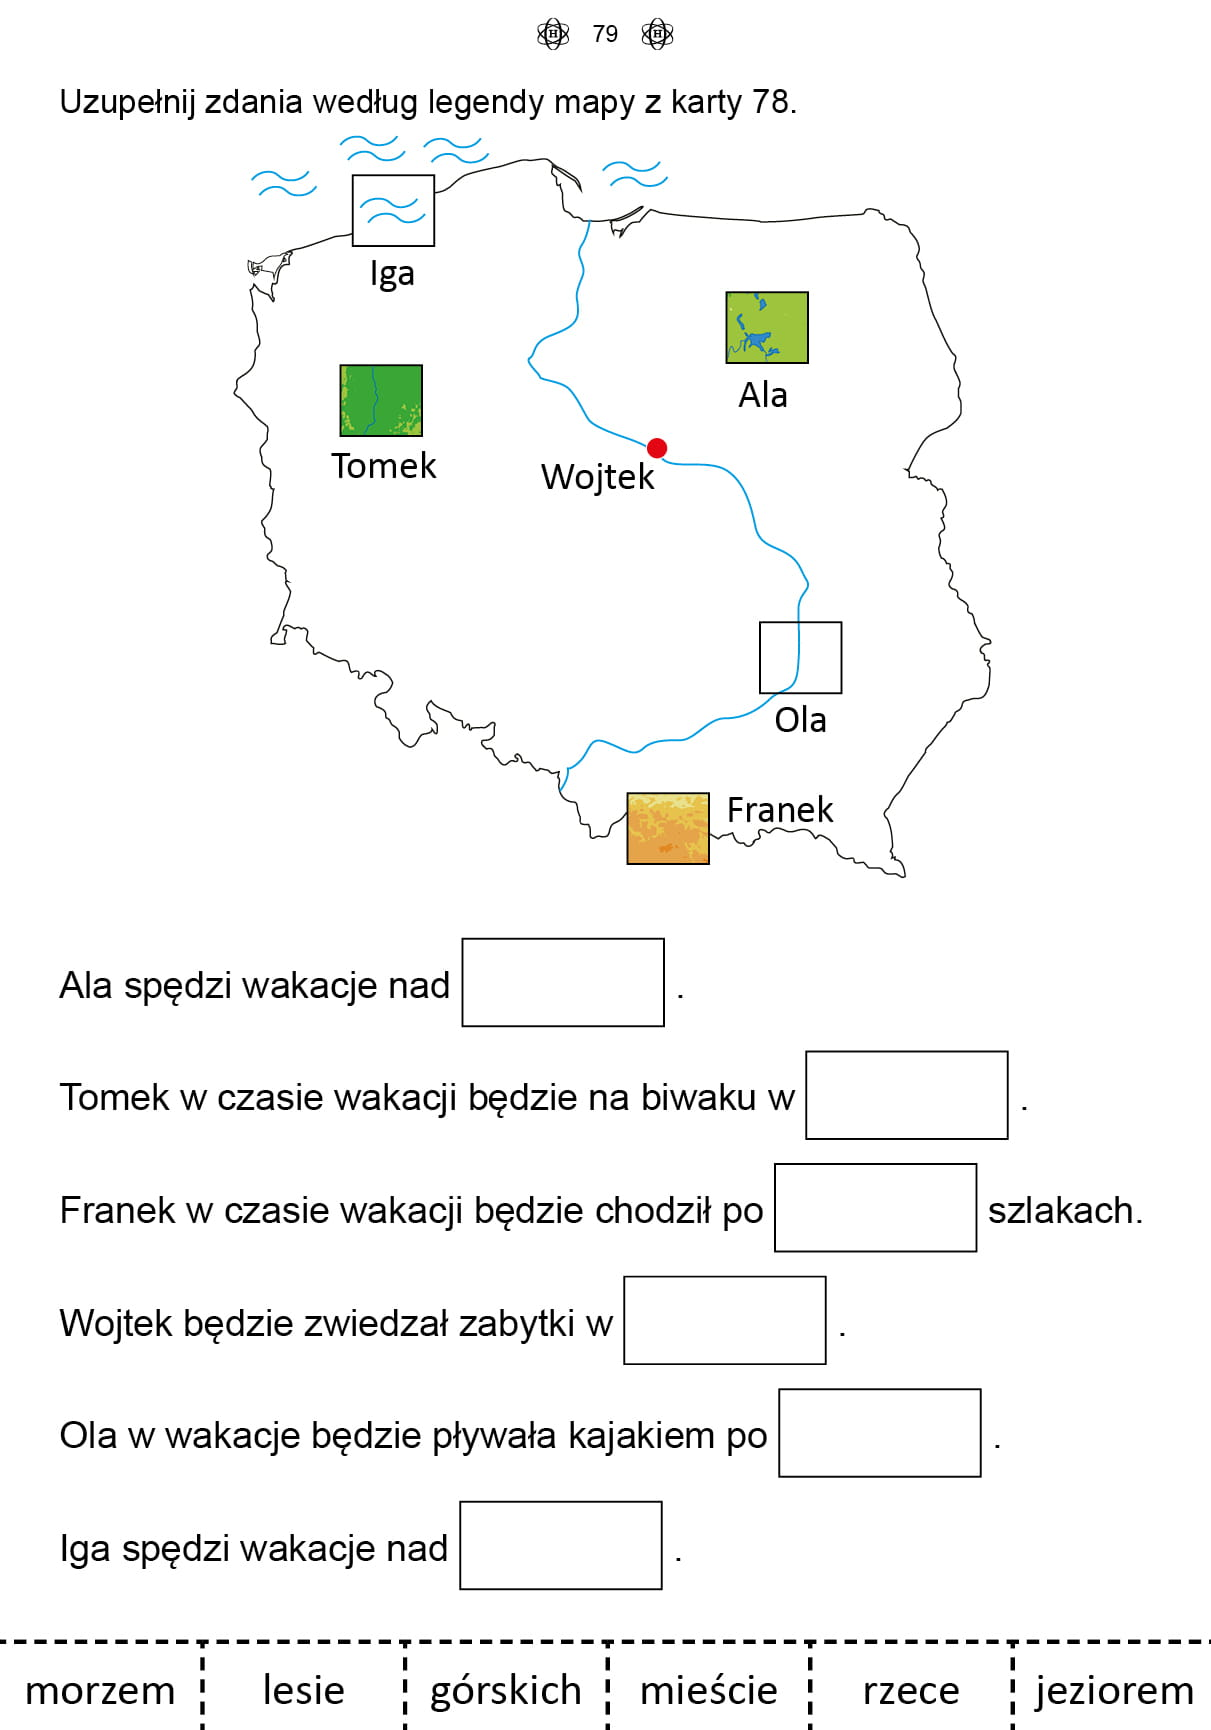 79
Uzupełnij zdania według legendy mapy z karty 78.
Iga
Ala
Tomek
Wojtek
Ola
Franek
Ala spędzi wakacje nad .
Tomek w czasie wakacji będzie na biwaku w .
Franek w czasie wakacji będzie chodził po szlakach.
Wojtek będzie zwiedzał zabytki w .
Ola w wakacje będzie pływała kajakiem po .
Iga spędzi wakacje nad .
morzem lesie górskich mieście rzece jeziorem